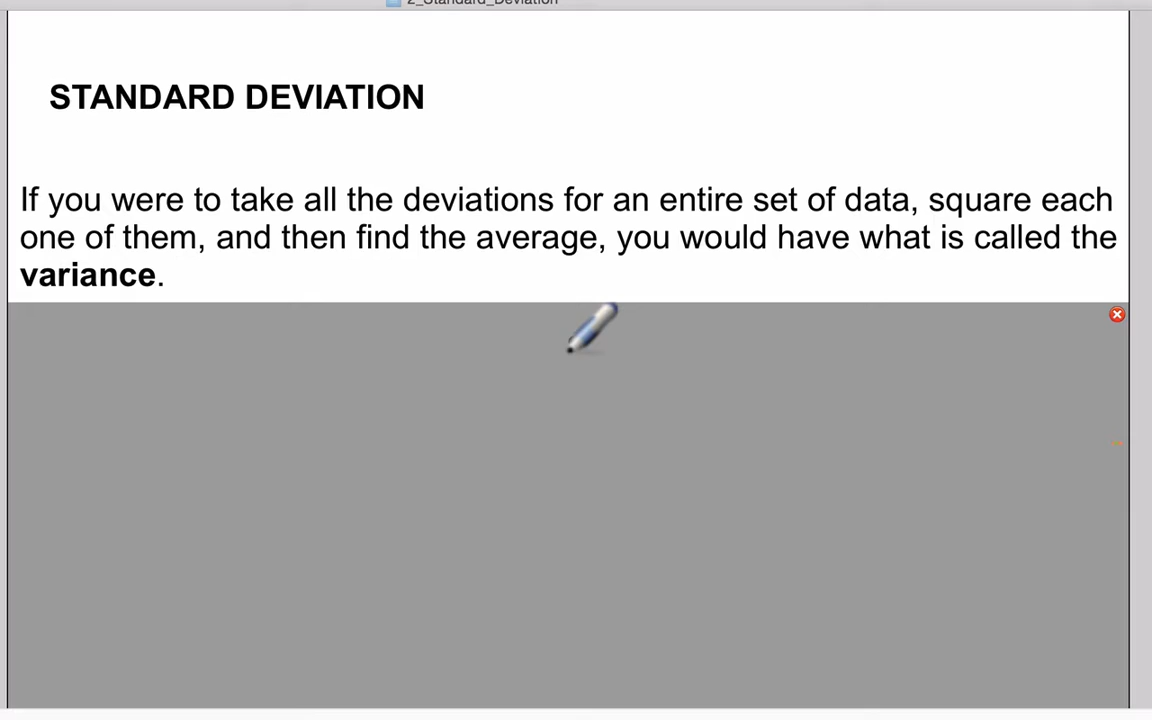 2_Standard_Deviation
STANDARD DEVIATION
If you were to take all the deviations for an entire set of data, square each
one of them, and then find the average, you would have what is called the
variance.